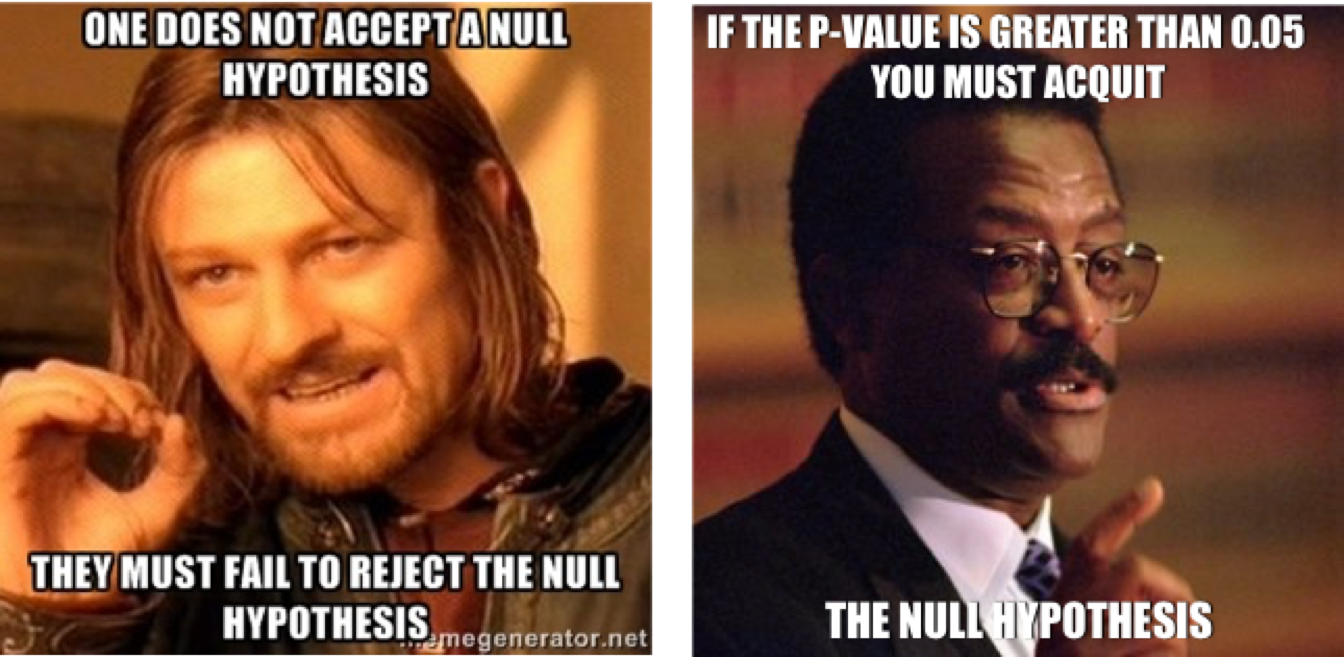 ONE DOES NOT ACCEPT A NULL
HYPOTHESIS
THEY MUST FAIL TO REJECT THE NULL
HYPOTHESIS
megenerator.net
IF THE P-VALUE IS GREATER THAN 0.05
YOU MUST ACQUIT
THE NULL HYPOTHESIS